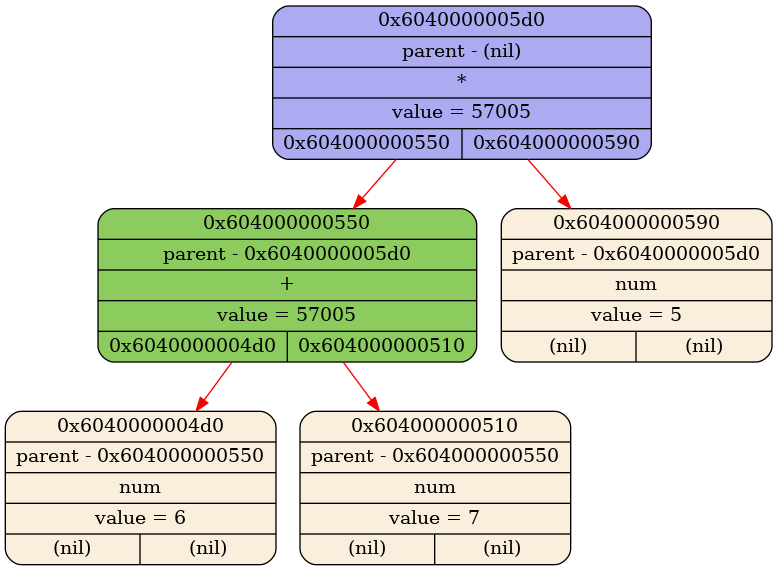 0x6040000005d0
parent - (nil)
*
value = 57005
0x604000000550 0x604000000590
0x604000000550
parent - 0x6040000005d0
+
value = 57005
0x6040000004d0 0x604000000510
0x604000000590
parent - 0x6040000005d0
num
value = 5
(nil) (nil)
0x6040000004d0
parent - 0x604000000550
num
value = 6
(nil) (nil)
0x604000000510
parent - 0x604000000550
num
value = 7
(nil) (nil)